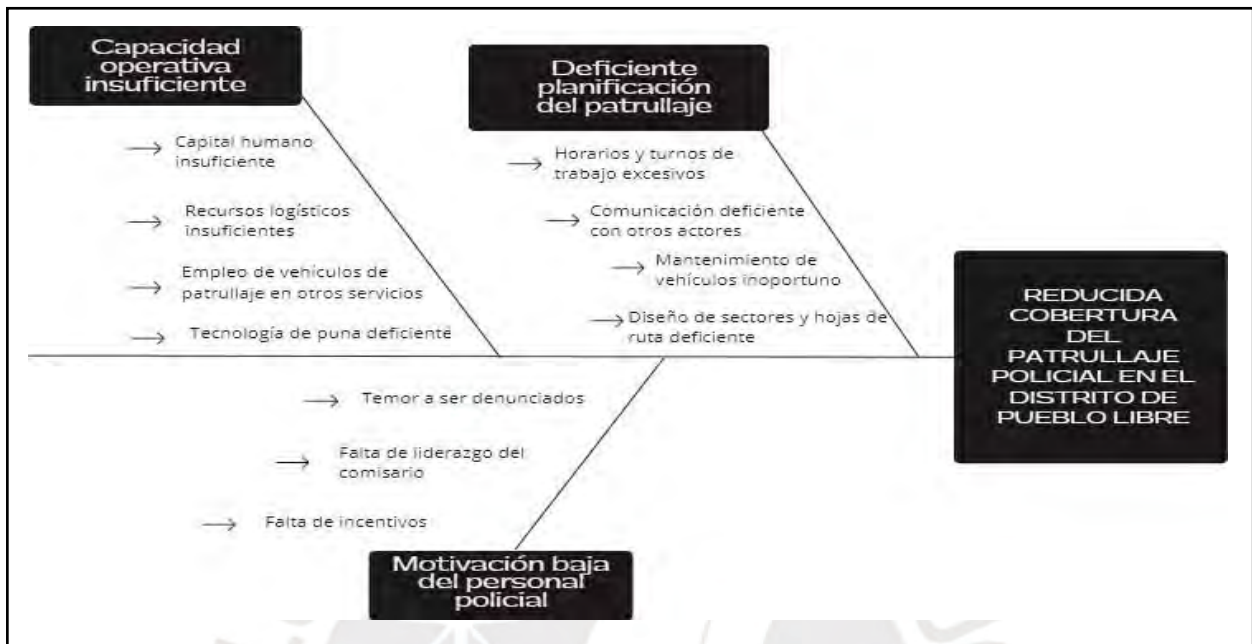 Capacidad
operativa
insuficiente
Capital humano
insuficiente
Recursos logísticos
insuficientes
Empleo de vehículos de
patrullaje en otros servicios
Tecnología de puna deficiente
Deficiente
planificación
del patrullaje
Horarios y turnos de
trabajo excesivos
Comunicación deficiente
con otros actores
Mantenimiento de
vehículos inoportuno
Diseño de sectores y hojas de
ruta deficiente
Temor a ser denunciados
Falta de liderazgo del
comisario
Falta de incentivos
Motivación baja
del personal
policial
REDUCIDA
COBERTURA
DEL
PATRULLAJE
POLICIAL EN EL
DISTRITO DE
PUEBLO LIBRE